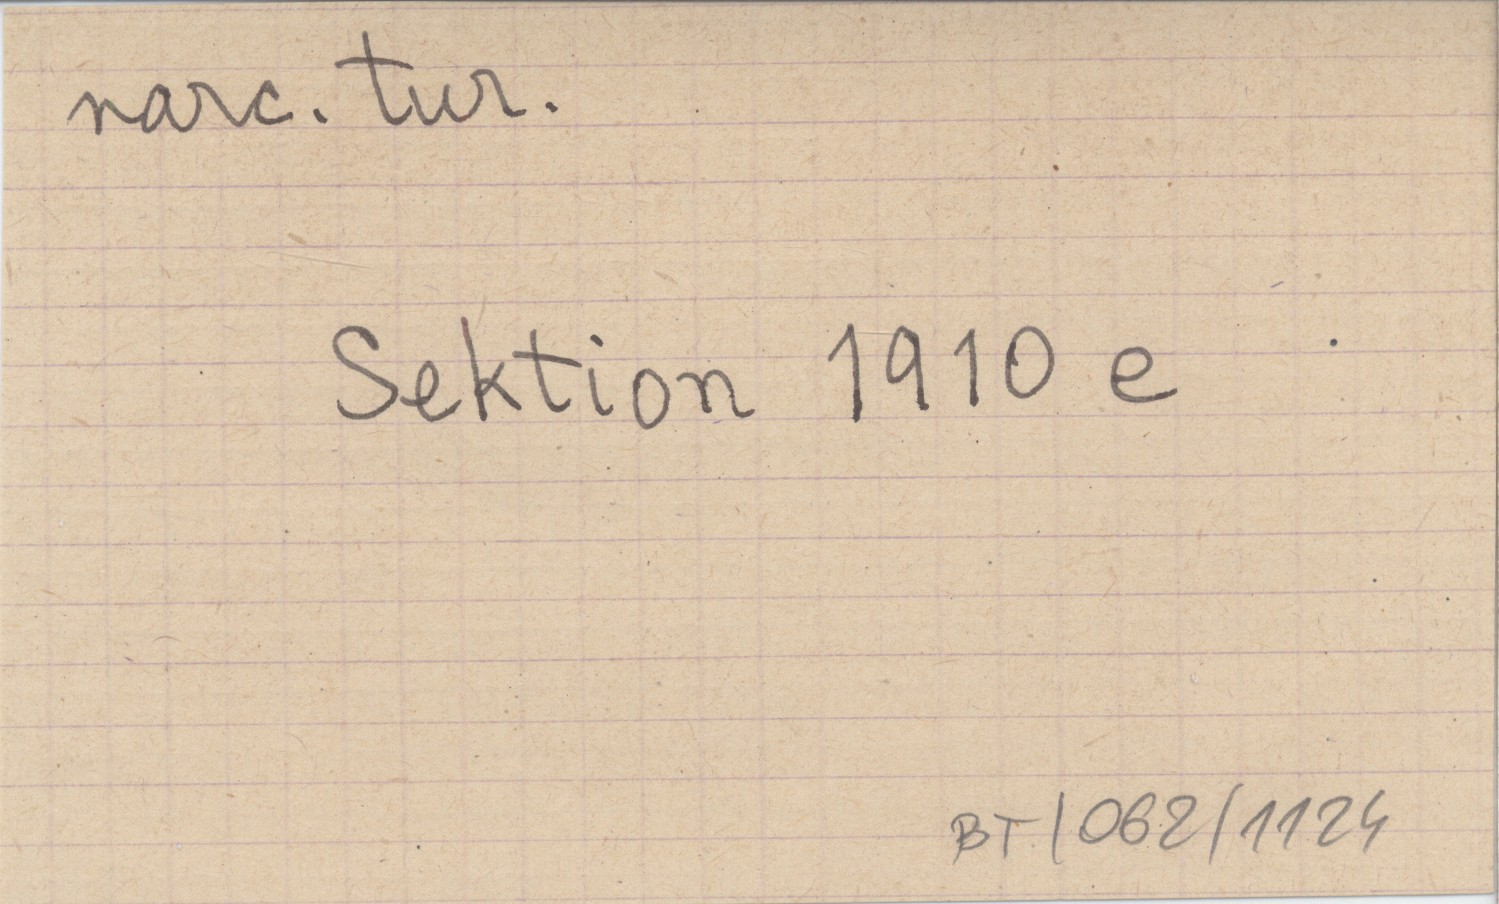 narc. tur.
Sektion 1910 e
BT/062/1124